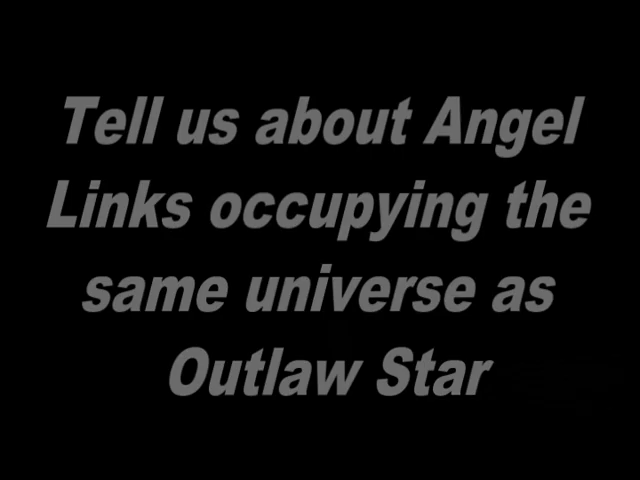 Tell us about Angel
Links occupying the
same universe as
Outlaw Star